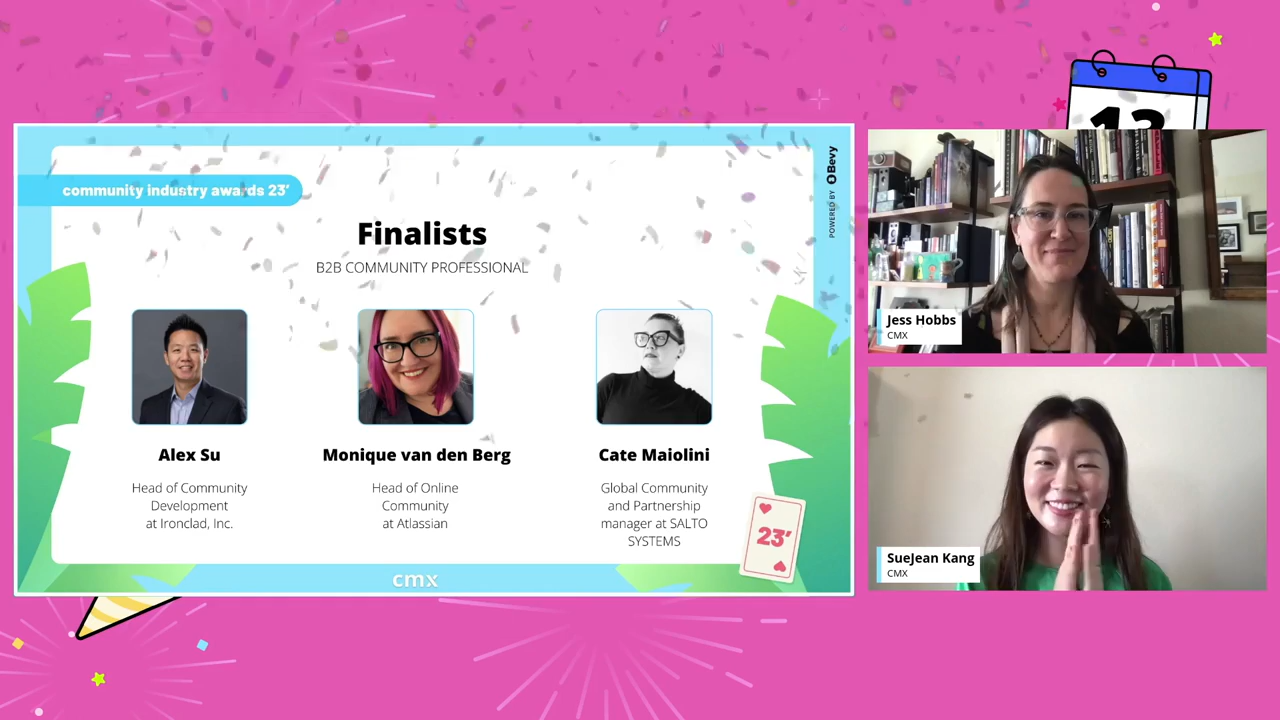 community industry awards 23'
Finalists
B2B COMMUNITY PROFESSIONAL
Alex Su
Head of Community
Development
at Ironclad, Inc.
Monique van den Berg
Head of Online
Community
at Atlassian
Cate Maiolini
Global Community
and Partnership
manager at SALTO
SYSTEMS
23'
cmx
POWERED BY Bevy
Jess Hobbs
CMX
SueJean Kang
CMX